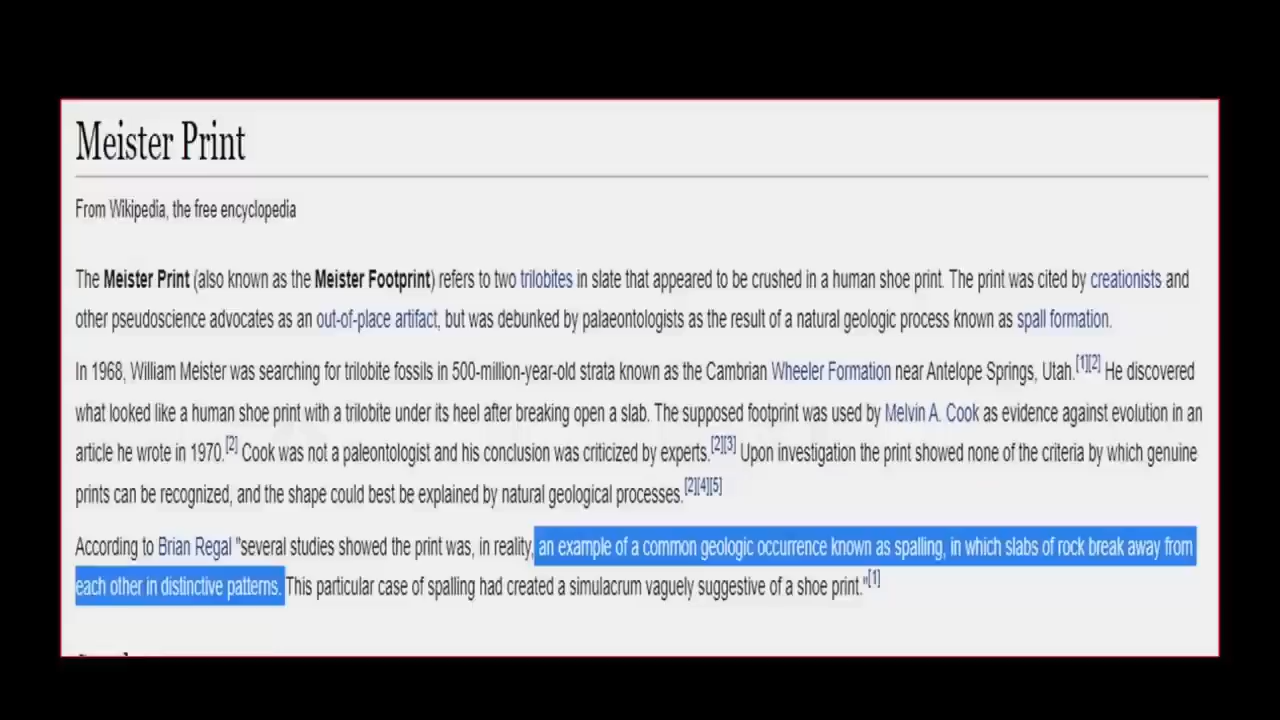 Meister Print
From Wikipedia, the free encyclopedia
The Meister Print (also known as the Meister Footprint) refers to two trilobites in slate that appeared to be crushed in a human shoe print. The print was cited by creationists and
other pseudoscience advocates as an out-of-place artifact, but was debunked by palaeontologists as the result of a natural geologic process known as spall formation.
In 1968, William Meister was searching for trilobite fossils in 500-million-year-old strata known as the Cambrian Wheeler Formation near Antelope Springs, Utah.[1][2] He discovered
what looked like a human shoe print with a trilobite under its heel after breaking open a slab. The supposed footprint was used by Melvin A. Cook as evidence against evolution in an
article he wrote in 1970.[2] Cook was not a paleontologist and his conclusion was criticized by experts.[2][3] Upon investigation the print showed none of the criteria by which genuine
prints can be recognized, and the shape could best be explained by natural geological processes.[2][4][5]
According to Brian Regal "several studies showed the print was, in reality, an example of a common geologic occurrence known as spalling, in which slabs of rock break away from
each other in distinctive patterns. This particular case of spalling had created a simulacrum vaguely suggestive of a shoe print."[1]